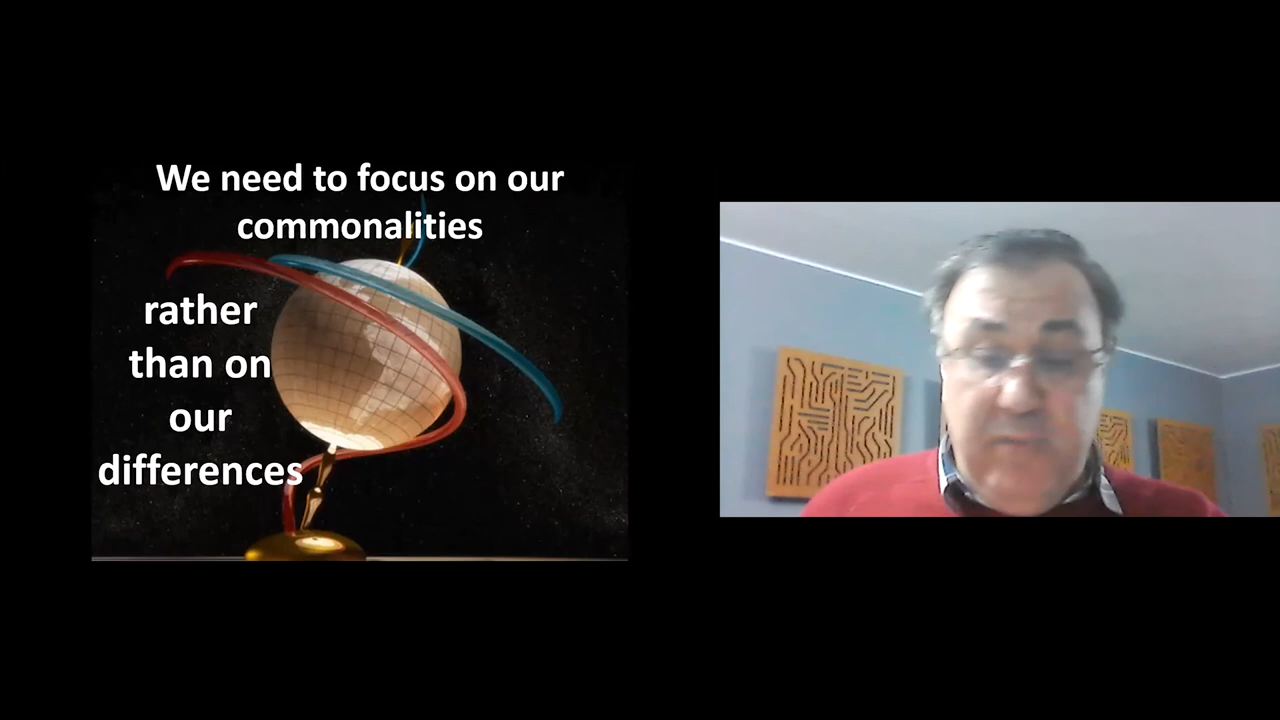 We need to focus on our
commonalities
rather
than on
our
differences